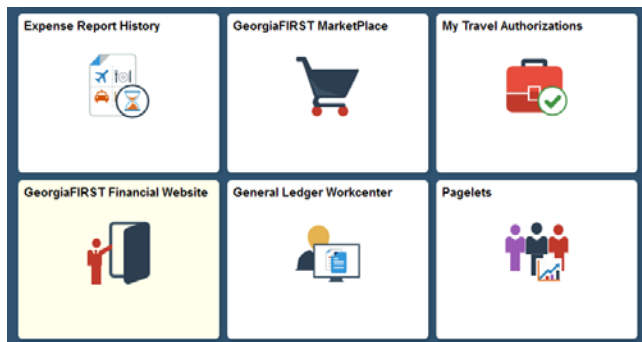 Expense Report History
GeorgiaFIRST MarketPlace
My Travel Authorizations
GeorgiaFIRST Financial Website
General Ledger Workcenter
Pagelets